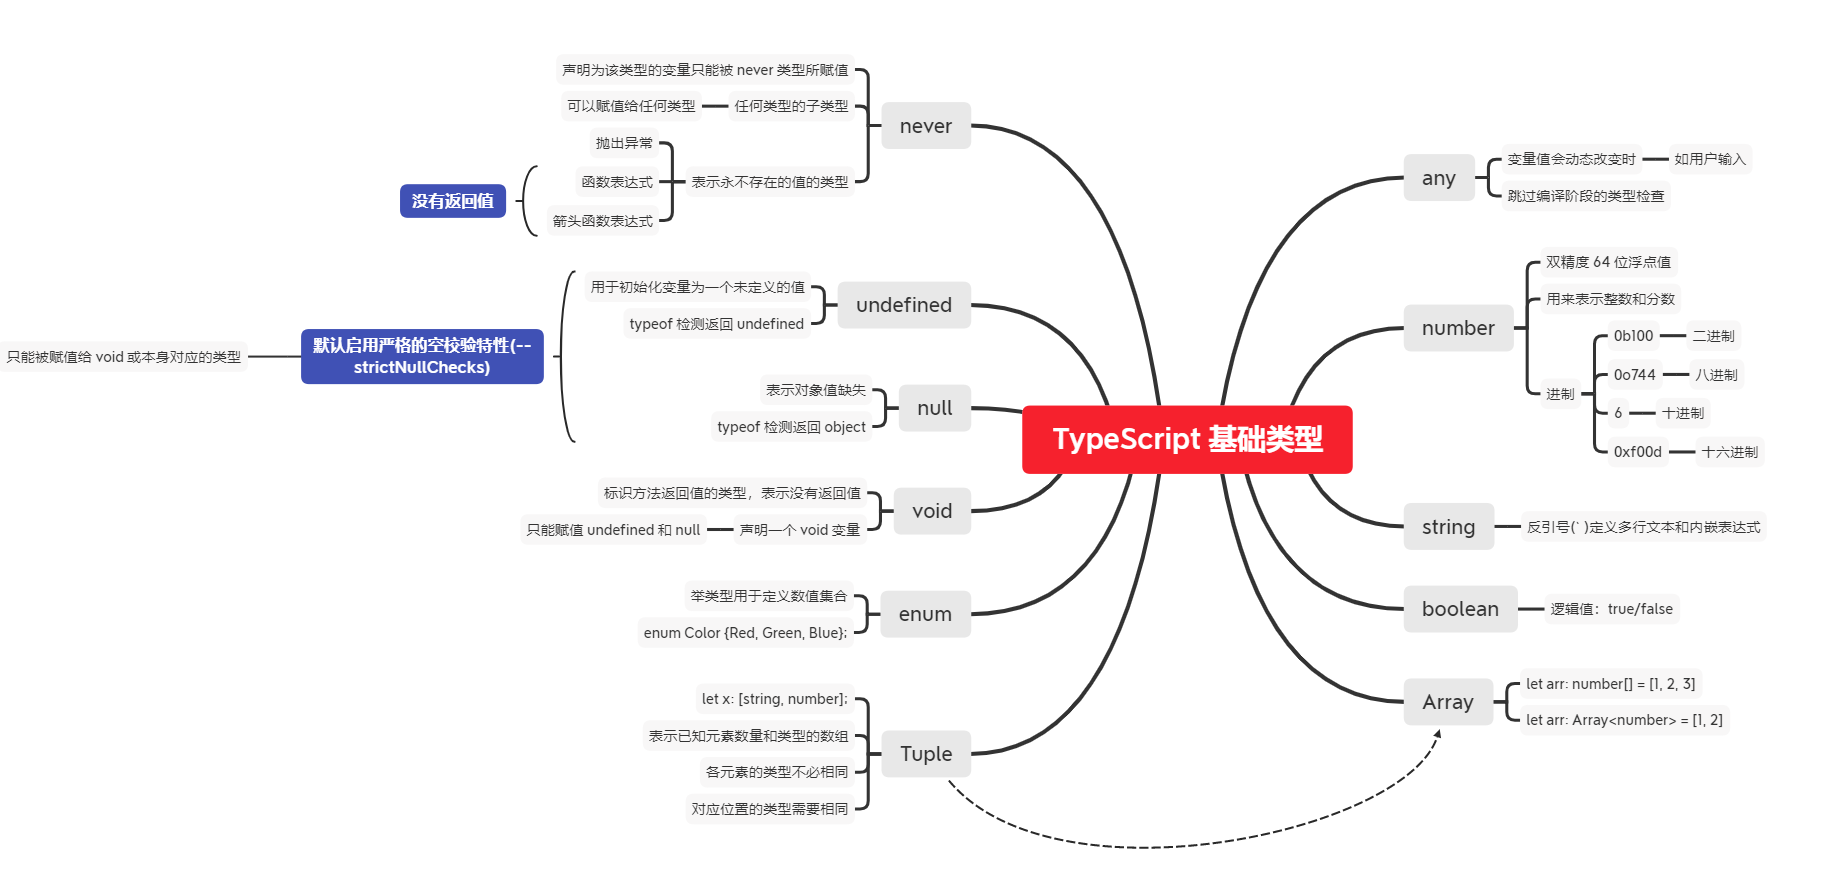 TypeScript 基础类型
never
声明为该类型的变量只能被 never 类型所赋值
任何类型的子类型
可以赋值给任何类型
表示永不存在的值的类型
抛出异常
函数表达式
箭头函数表达式
没有返回值
undefined
用于初始化变量为一个未定义的值
typeof 检测返回 undefined
null
表示对象值缺失
typeof 检测返回 object
默认启用严格的空校验特性(--
strictNullChecks)
只能被赋值给 void 或本身对应的类型
void
标识方法返回值的类型，表示没有返回值
声明一个 void 变量
只能赋值 undefined 和 null
enum
举类型用于定义数值集合
enum Color {Red, Green, Blue};
Tuple
let x: [string, number];
表示已知元素数量和类型的数组
各元素的类型不必相同
对应位置的类型需要相同
any
变量值会动态改变时
如用户输入
跳过编译阶段的类型检查
number
双精度 64 位浮点值
用来表示整数和分数
进制
0b100
二进制
0o744
八进制
6
十进制
0xf00d
十六进制
string
反引号(` )定义多行文本和内嵌表达式
boolean
逻辑值：true/false
Array
let arr: number[] = [1, 2, 3]
let arr: Array<number> = [1, 2]